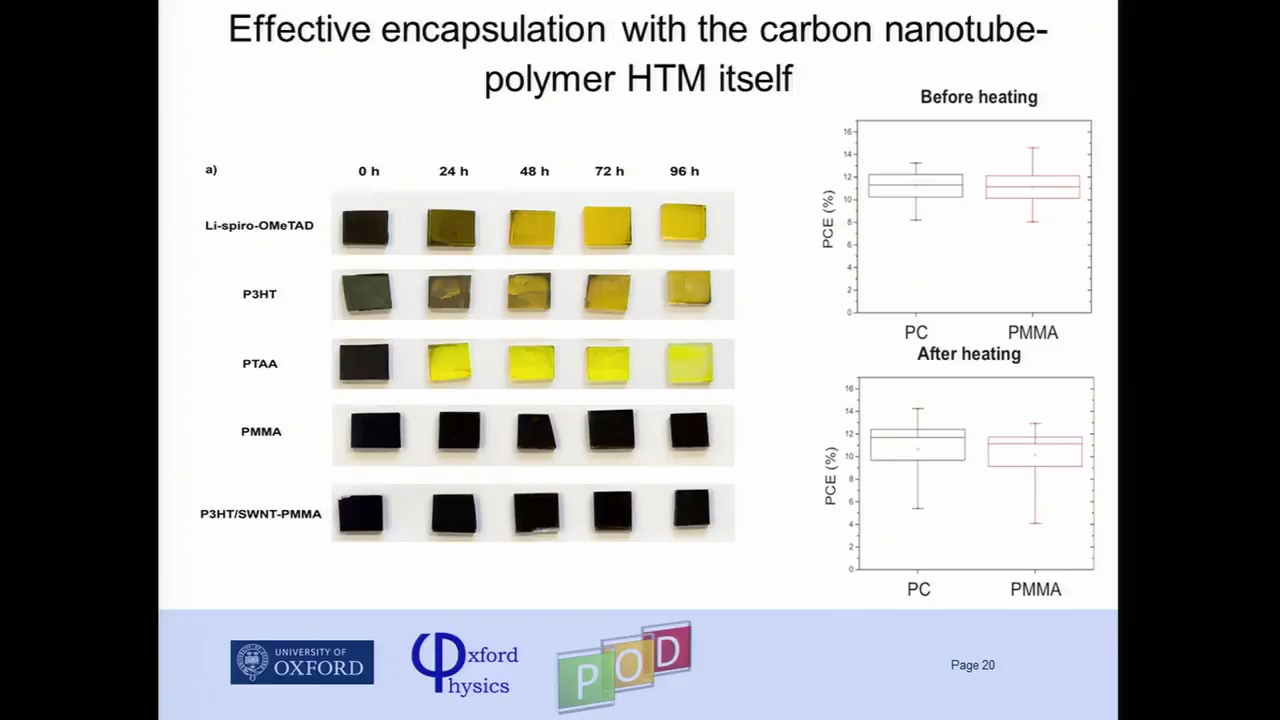 Effective encapsulation with the carbon nanotube-
polymer HTM itself
a)
0 h 24 h 48 h 72 h 96 h
Li-spiro-OMeTAD
P3HT
PTAA
PMMA
P3HT/SWNT-PMMA
Before heating
PCE (%)
16
14
12
10
8
6
4
2
0
PC PMMA
After heating
PCE (%)
16
14
12
10
8
6
4
2
0
PC PMMA
UNIVERSITY OF
OXFORD
Oxford
Physics
POD
Page 20